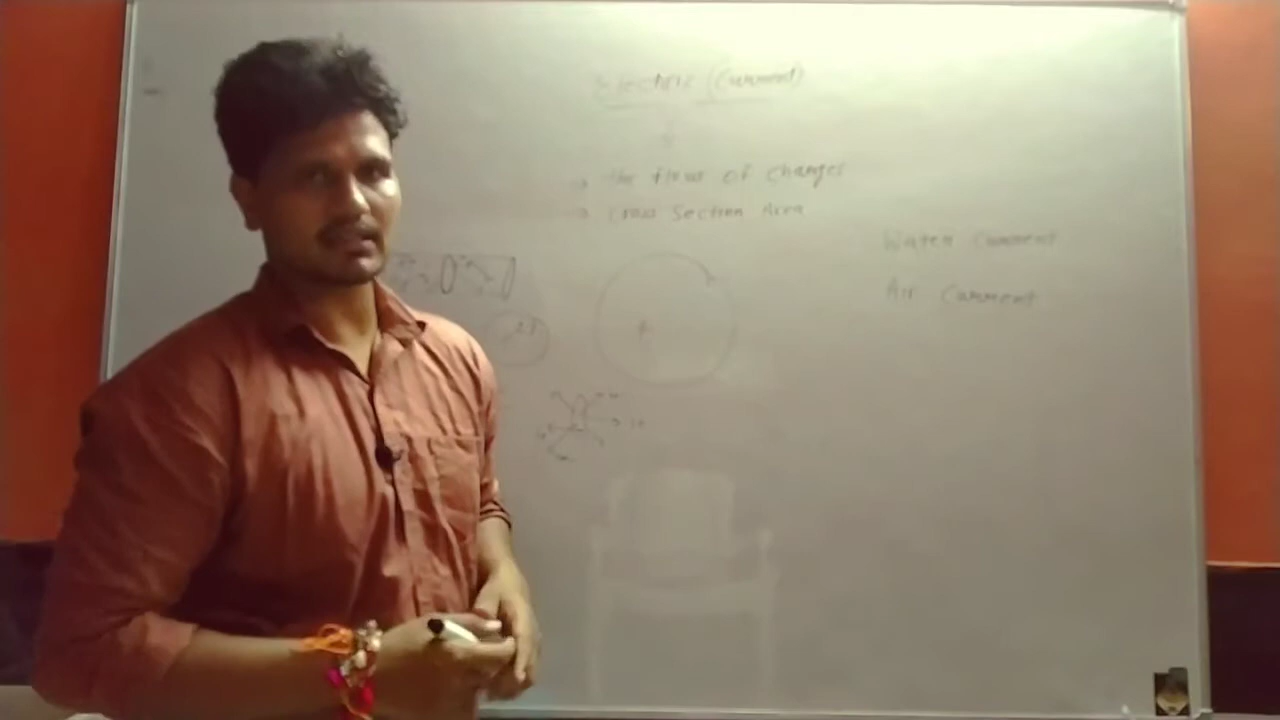 Electric (Current)
→ The flow of Charges
→ Cross Section Area
Water Current
Air Current
A